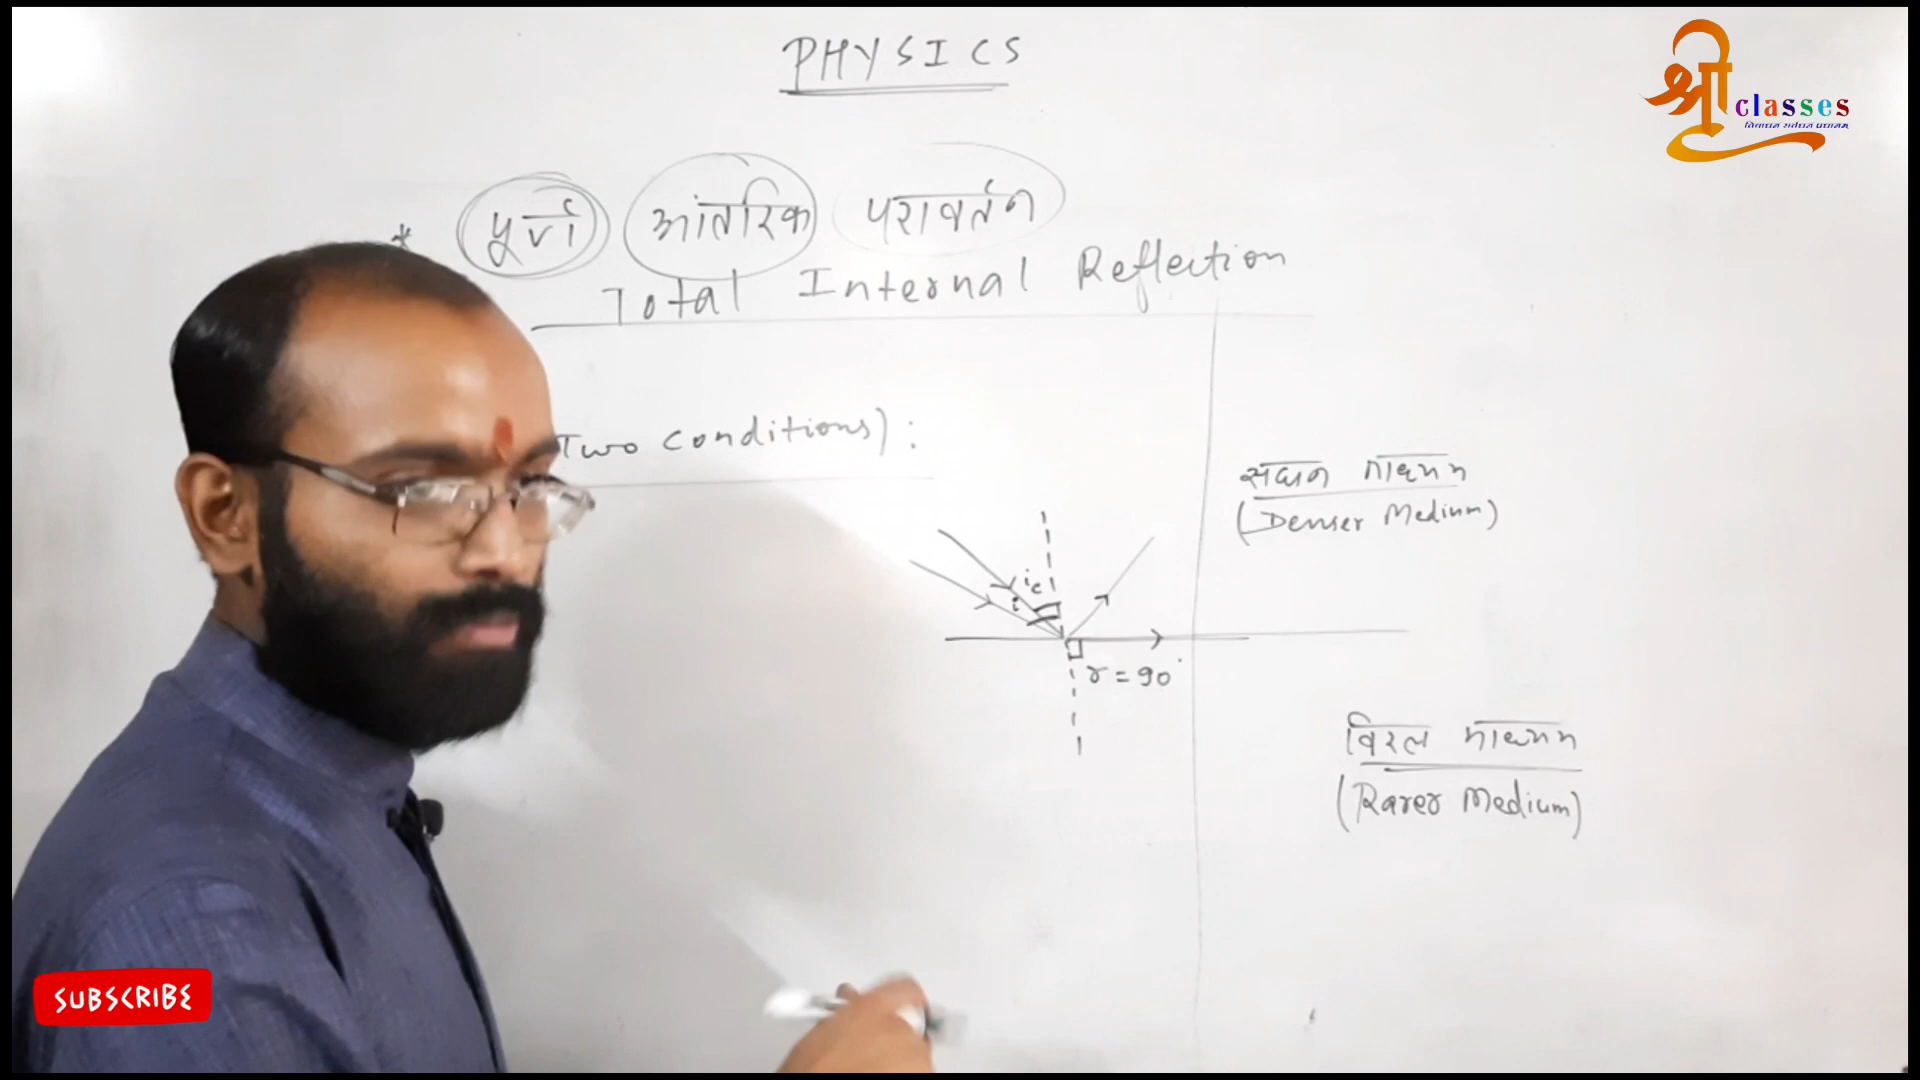 PHYSICS
श्री classes
* पूर्ण आंतरिक परावर्तन
Total Internal Reflection
Two conditions) :
सघन माध्यम
(Denser Medium)
ic
i
r = 90°
विरल माध्यम
(Rarer Medium)
SUBSCRIBE